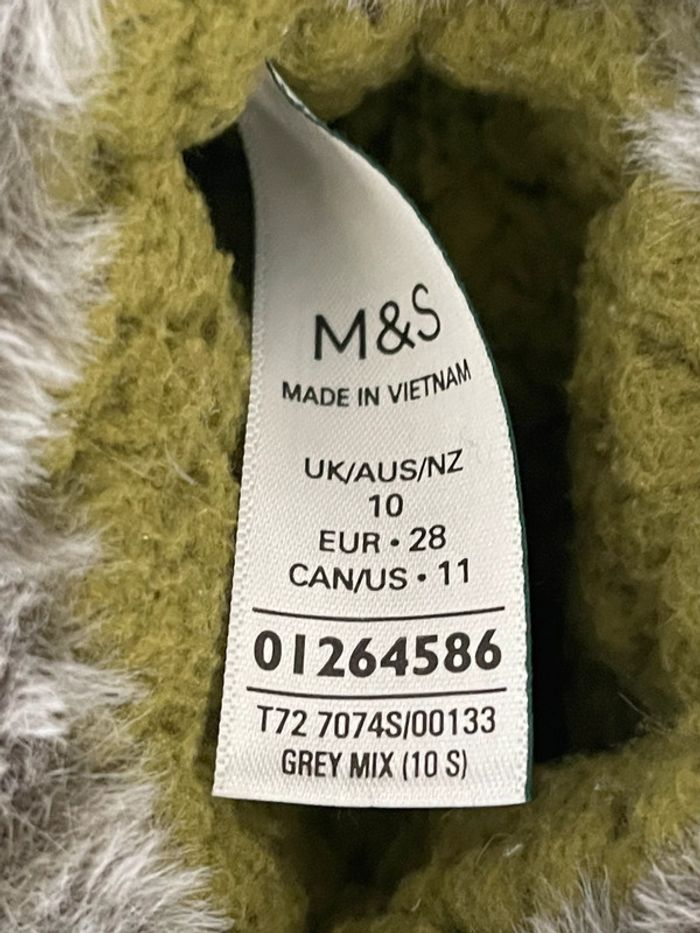 M&S
MADE IN VIETNAM
UK/AUS/NZ
10
EUR • 28
CAN/US • 11
01264586
T72 7074S/00133
GREY MIX (10 S)